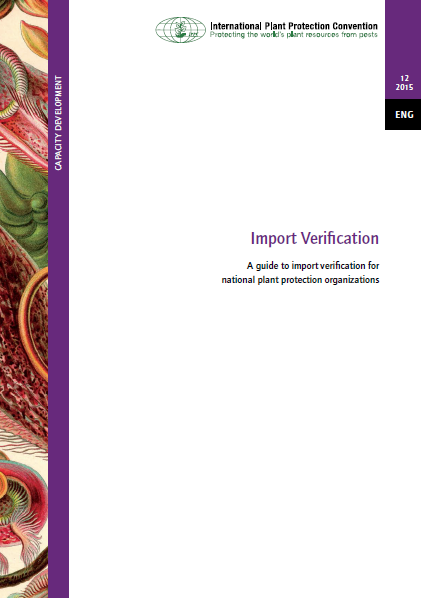 International Plant Protection Convention
Protecting the world's plant resources from pests
12
2015
ENG
CAPACITY DEVELOPMENT
Import Verification
A guide to import verification for
national plant protection organizations